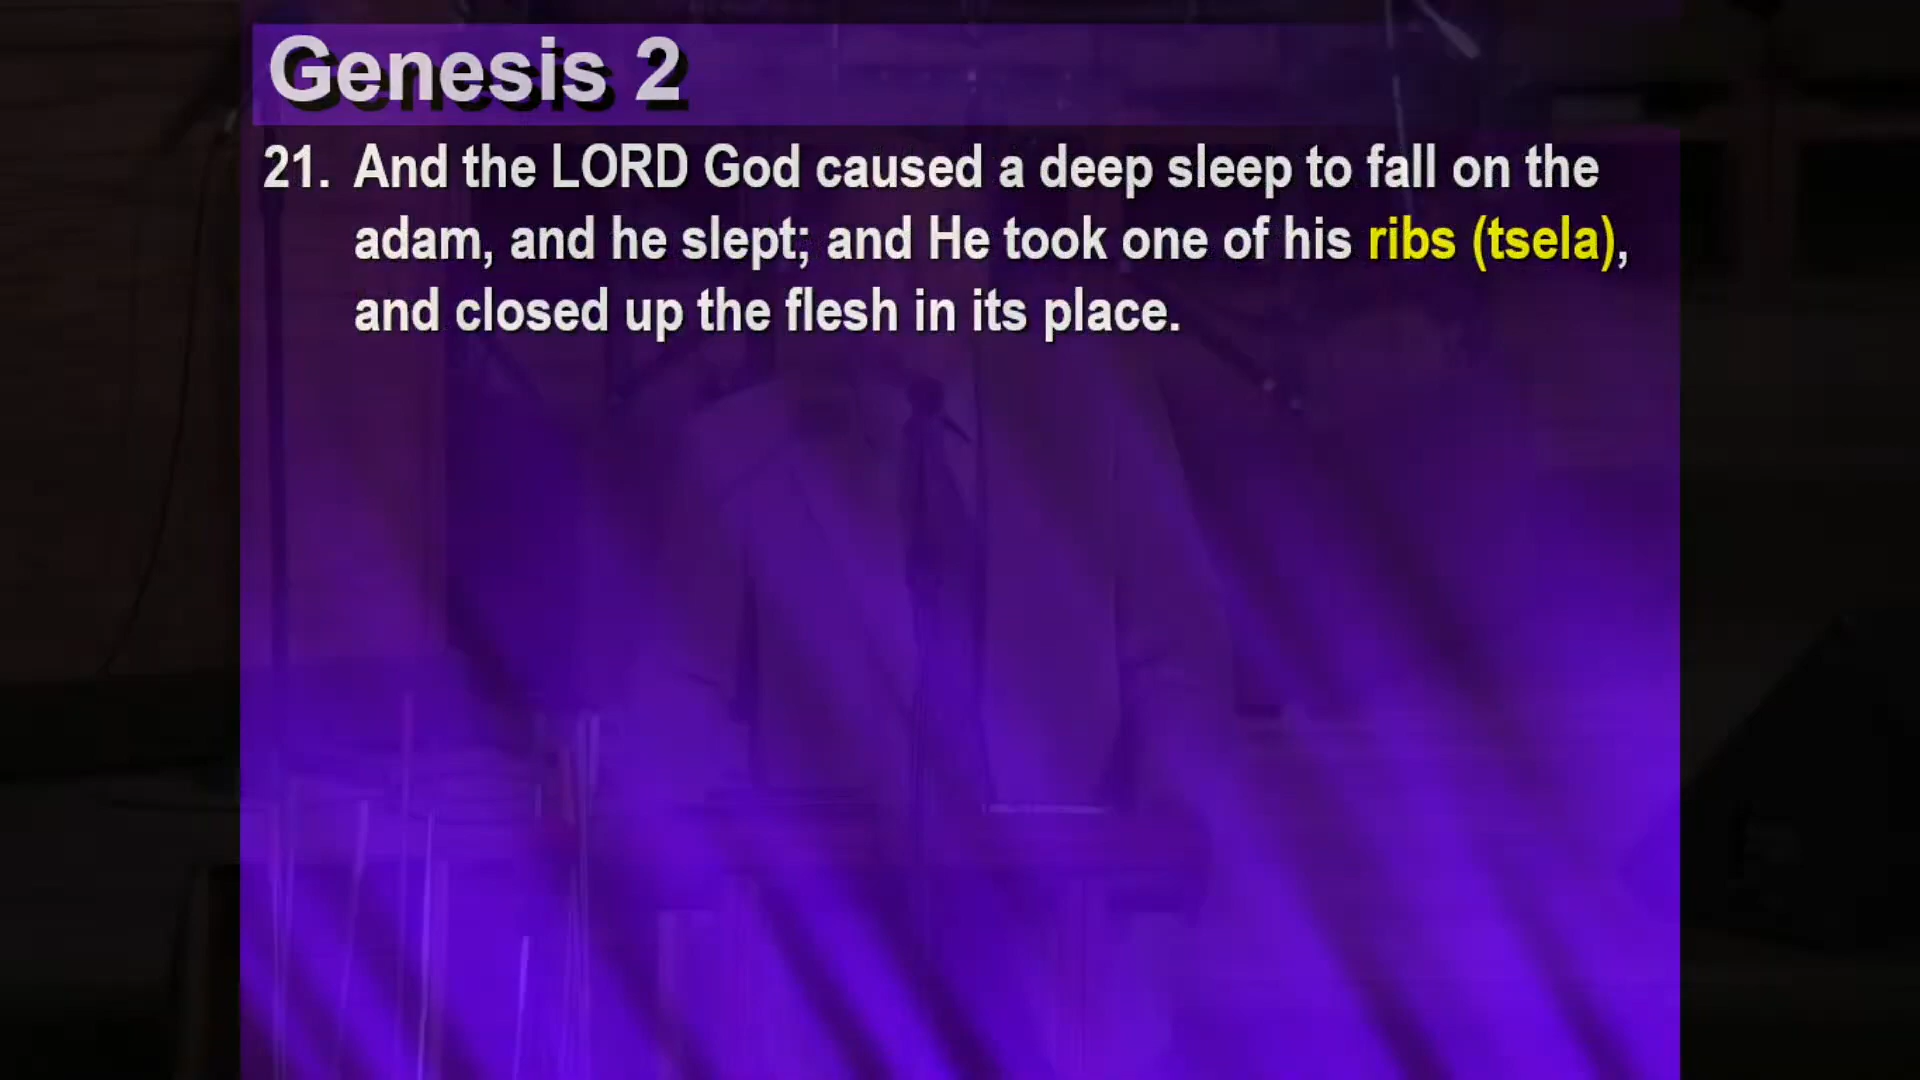 Genesis 2
21. And the LORD God caused a deep sleep to fall on the
adam, and he slept; and He took one of his ribs (tsela),
and closed up the flesh in its place.